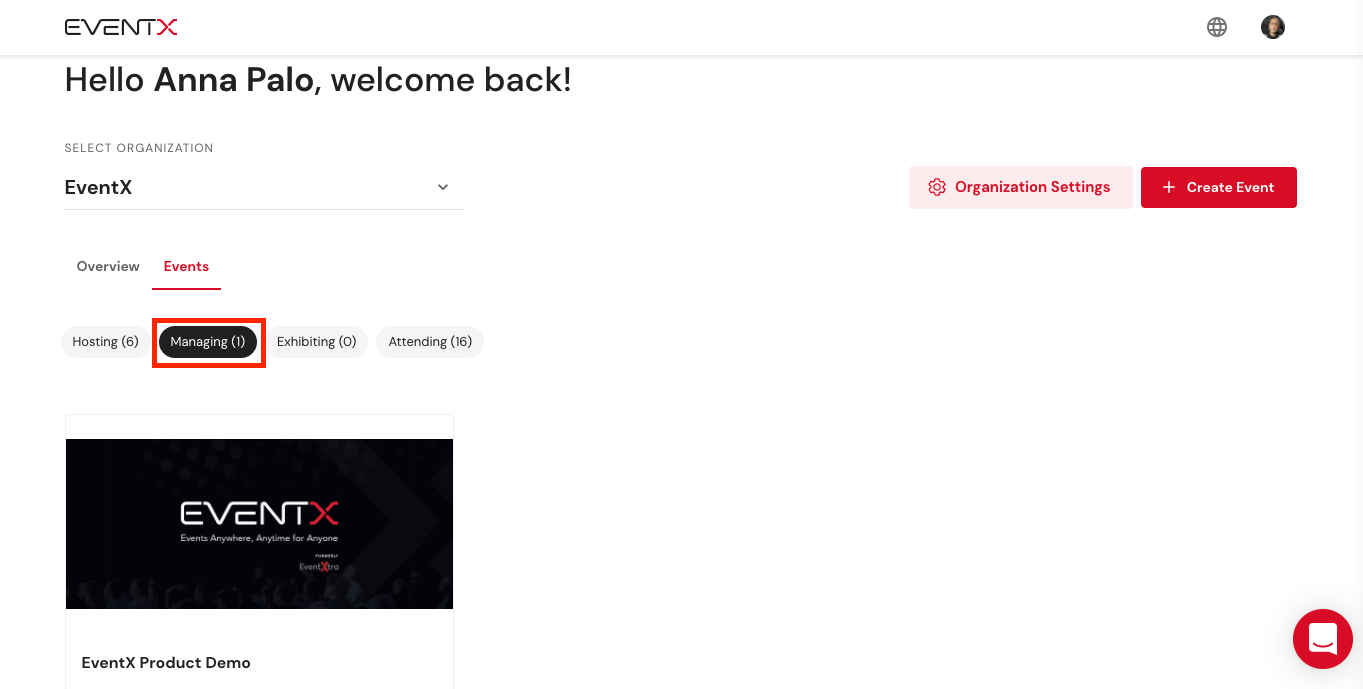 EVENTX
Hello Anna Palo, welcome back!
SELECT ORGANIZATION
EventX
Organization Settings
Create Event
Overview Events
Hosting (6) Managing (1) Exhibiting (0) Attending (16)
EVENTX
Events Anywhere, Anytime for Anyone
FORMERLY
EventXtra
EventX Product Demo